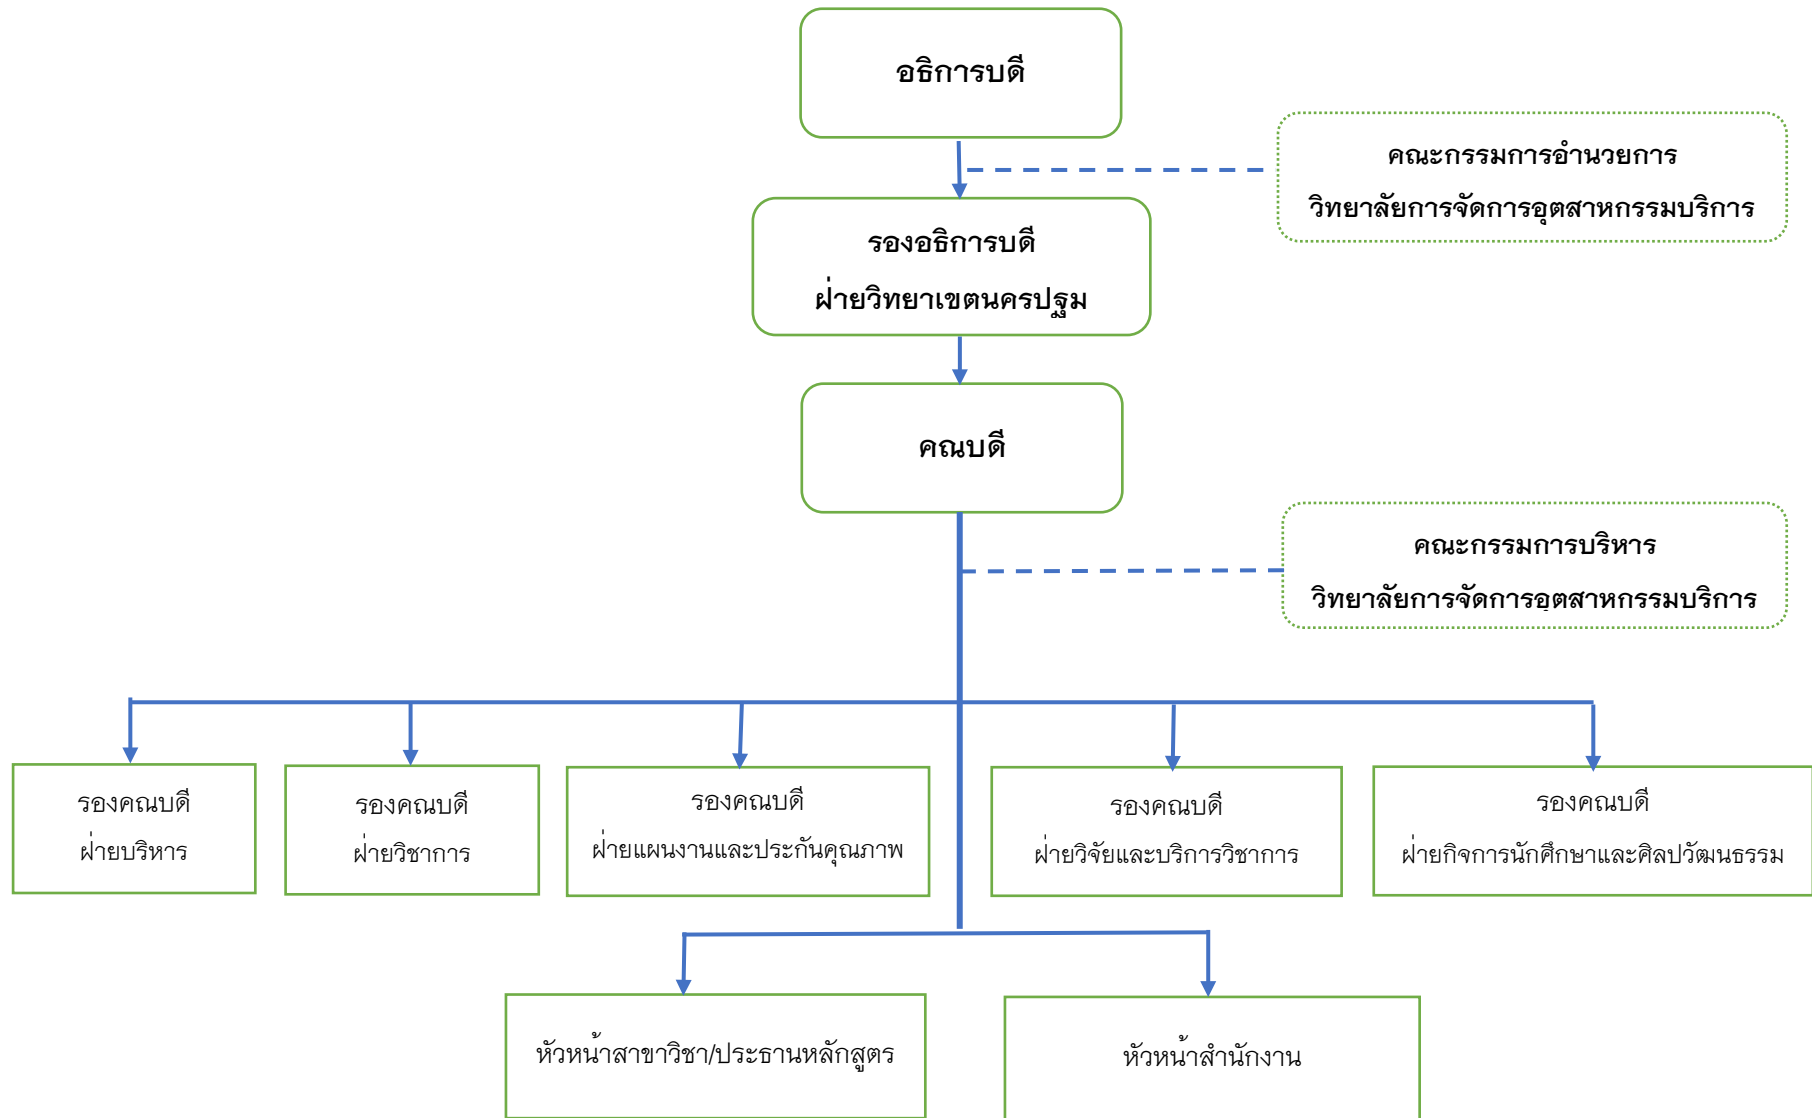 อธิการบดี
คณะกรรมการอำนวยการ
วิทยาลัยการจัดการอุตสาหกรรมบริการ
รองอธิการบดี
ฝ่ายวิทยาเขตนครปฐม
คณบดี
คณะกรรมการบริหาร
วิทยาลัยการจัดการอุตสาหกรรมบริการ
รองคณบดี
ฝ่ายบริหาร
รองคณบดี
ฝ่ายวิชาการ
รองคณบดี
ฝ่ายแผนงานและประกันคุณภาพ
รองคณบดี
ฝ่ายวิจัยและบริการวิชาการ
รองคณบดี
ฝ่ายกิจการนักศึกษาและศิลปวัฒนธรรม
หัวหน้าสาขาวิชา/ประธานหลักสูตร
หัวหน้าสำนักงาน